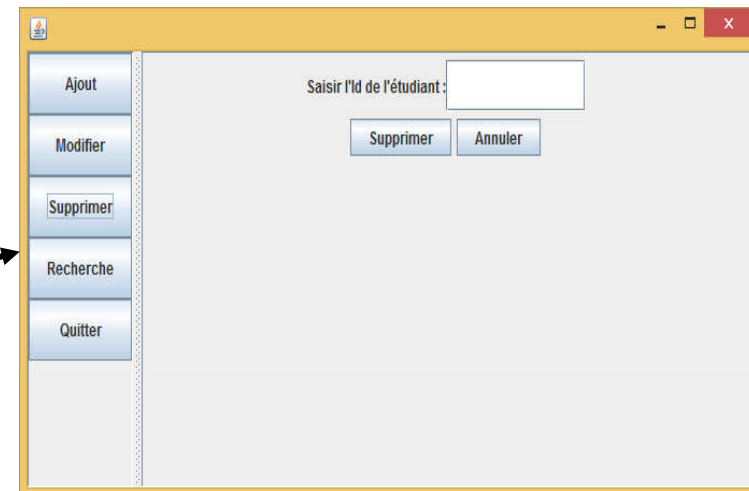 Ajout
Modifier
Supprimer
Recherche
Quitter
Saisir l'Id de l'étudiant :
Supprimer Annuler